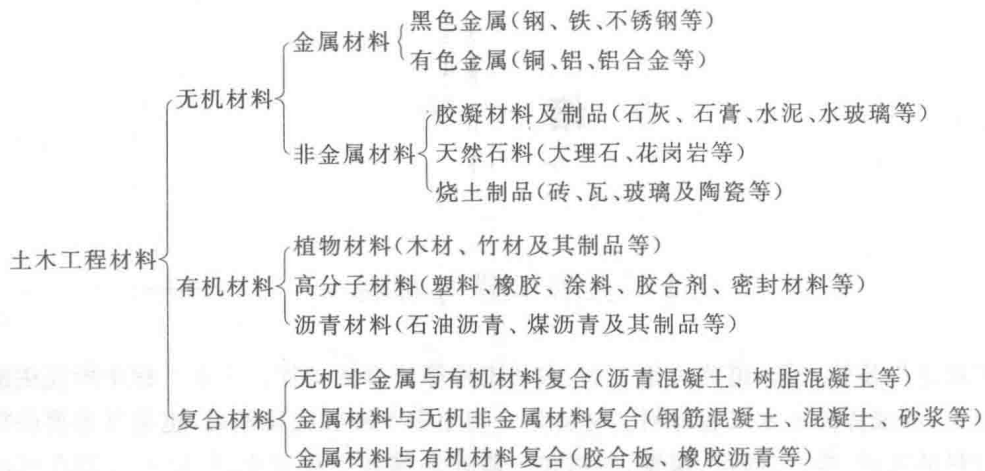 黑色金属(钢、铁、不锈钢等)
金属材料
有色金属(铜、铝、铝合金等)
无机材料
胶凝材料及制品(石灰、石膏、水泥、水玻璃等)
非金属材料
天然石料(大理石、花岗岩等)
烧土制品(砖、瓦、玻璃及陶瓷等)
土木工程材料
植物材料(木材、竹材及其制品等)
有机材料
高分子材料(塑料、橡胶、涂料、胶合剂、密封材料等)
沥青材料(石油沥青、煤沥青及其制品等)
无机非金属与有机材料复合(沥青混凝土、树脂混凝土等)
复合材料
金属材料与无机非金属材料复合(钢筋混凝土、混凝土、砂浆等)
金属材料与有机材料复合(胶合板、橡胶沥青等)